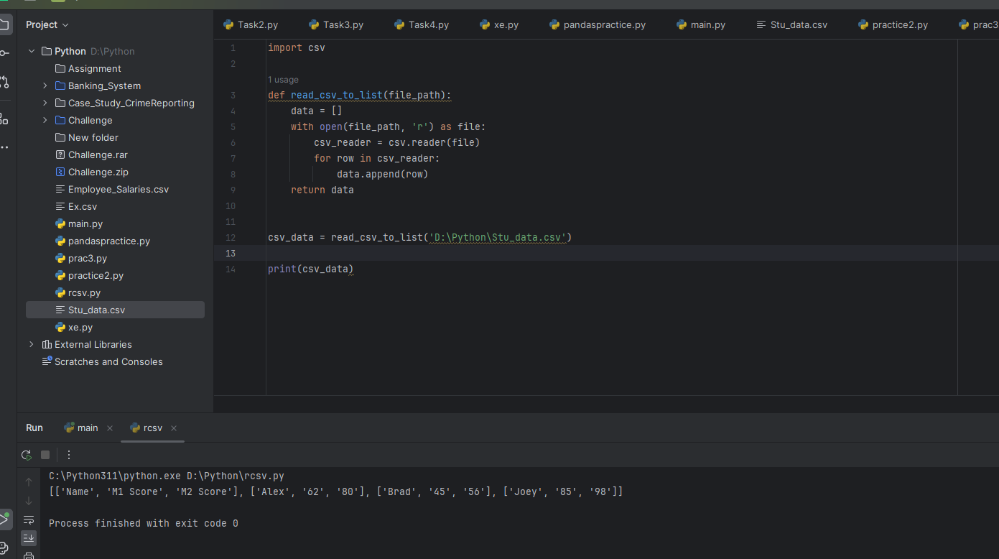 Project
Task2.py Task3.py Task4.py xe.py pandaspractice.py main.py Stu_data.csv practice2.py prac3
Python D:\Python
Assignment
Banking_System
Case_Study_CrimeReporting
Challenge
New folder
Challenge.rar
Challenge.zip
Employee_Salaries.csv
Ex.csv
main.py
pandaspractice.py
prac3.py
practice2.py
rcsv.py
Stu_data.csv
xe.py
External Libraries
Scratches and Consoles
1 import csv
2
1 usage
3 def read_csv_to_list(file_path):
4     data = []
5     with open(file_path, 'r') as file:
6         csv_reader = csv.reader(file)
7         for row in csv_reader:
8             data.append(row)
9     return data
10
11
12 csv_data = read_csv_to_list('D:\Python\Stu_data.csv')
13
14 print(csv_data)
Run main rcsv
C:\Python311\python.exe D:\Python\rcsv.py
[['Name', 'M1 Score', 'M2 Score'], ['Alex', '62', '80'], ['Brad', '45', '56'], ['Joey', '85', '98']]
Process finished with exit code 0